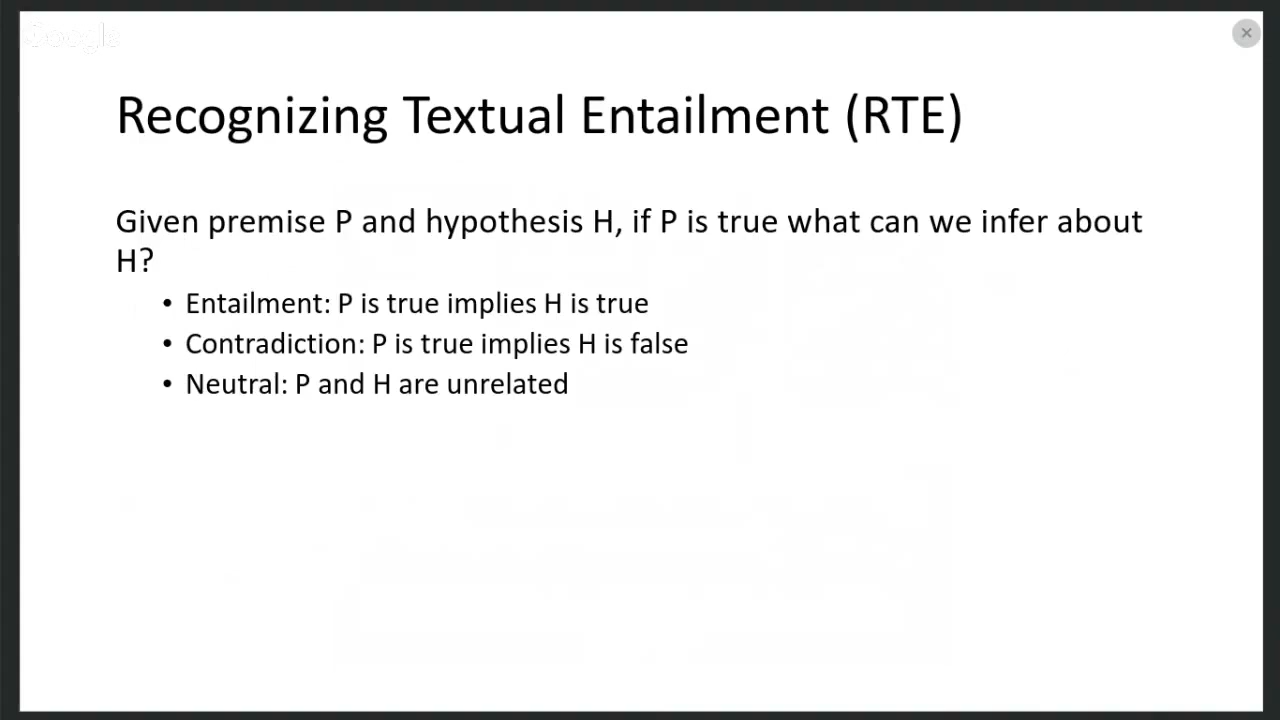 Google
Recognizing Textual Entailment (RTE)
Given premise P and hypothesis H, if P is true what can we infer about
H?
• Entailment: P is true implies H is true
• Contradiction: P is true implies H is false
• Neutral: P and H are unrelated